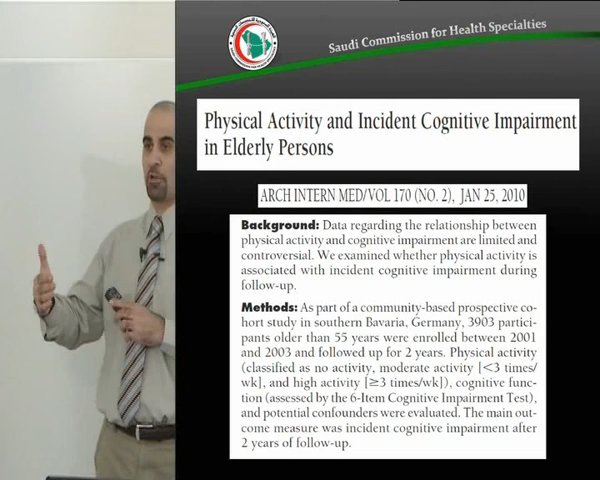 Saudi Commission for Health Specialties
Physical Activity and Incident Cognitive Impairment
in Elderly Persons
ARCH INTERN MED/VOL 170 (NO. 2), JAN 25, 2010
Background: Data regarding the relationship between
physical activity and cognitive impairment are limited and
controversial. We examined whether physical activity is
associated with incident cognitive impairment during
follow-up.
Methods: As part of a community-based prospective co-
hort study in southern Bavaria, Germany, 3903 partici-
pants older than 55 years were enrolled between 2001
and 2003 and followed up for 2 years. Physical activity
(classified as no activity, moderate activity [<3 times/
wk], and high activity [≥3 times/wk]), cognitive func-
tion (assessed by the 6-Item Cognitive Impairment Test),
and potential confounders were evaluated. The main out-
come measure was incident cognitive impairment after
2 years of follow-up.